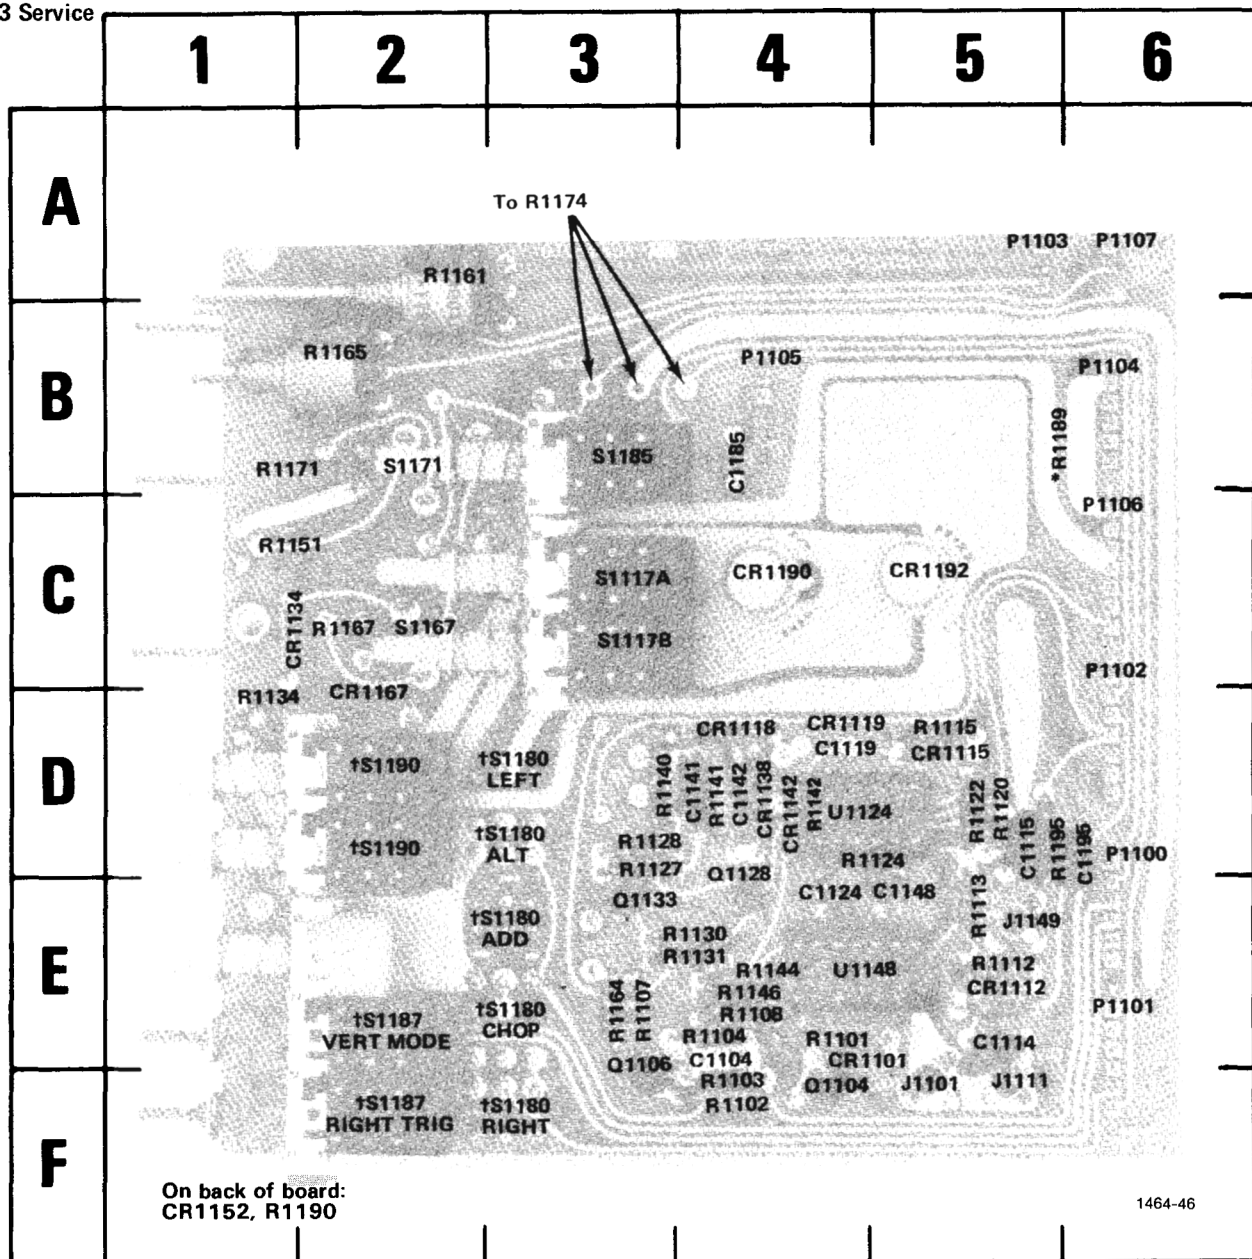 3 Service
1 2 3 4 5 6
A
To R1174
P1103 P1107
R1161
R1165
P1105
P1104
B
*R1189
R1171
S1171
S1185
C1185
P1106
R1151
C
S1117A
CR1190
CR1192
CR1134
R1167
S1167
S1117B
P1102
R1134
CR1167
CR1118
CR1119
R1115
C1119
CR1115
D
†S1190
†S1180
LEFT
R1140
C1141
R1141
C1142
CR1138
CR1142
R1142
U1124
R1122
R1120
C1115
R1195
C1195
†S1190
†S1180
ALT
R1128
R1127
Q1128
R1124
P1100
Q1133
C1124
C1148
R1113
J1149
†S1180
ADD
R1130
R1131
E
R1144
U1148
R1112
CR1112
R1164
R1107
R1146
R1108
P1101
†S1187
VERT MODE
†S1180
CHOP
R1104
R1101
C1114
Q1106
C1104
CR1101
R1103
Q1104
J1101
J1111
†S1187
RIGHT TRIG
†S1180
RIGHT
R1102
F
On back of board:
CR1152, R1190
1464-46